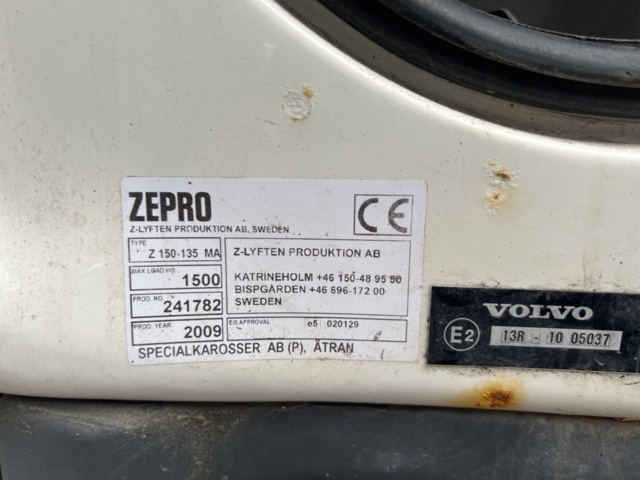 ZEPRO
CE
Z-LYFTEN PRODUKTION AB, SWEDEN
TYPE
Z 150-135 MA
MAX LOAD KG.
1500
PROD. NO.
241782
PROD. YEAR
2009
Z-LYFTEN PRODUKTION AB
KATRINEHOLM +46 150-48 95 50
BISPGÅRDEN +46 696-172 00
SWEDEN
EG APPROVAL e5 020129
SPECIALKAROSSER AB (P), ÄTRAN
VOLVO
E2
13R - 10 05037